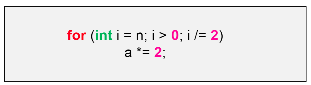 for (int i = n; i > 0; i /= 2)
a *= 2;